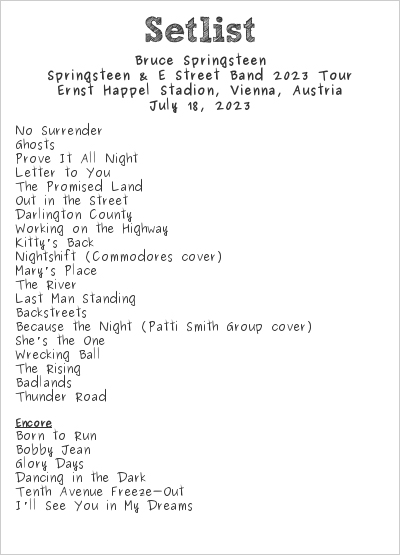 Setlist
Bruce Springsteen
Springsteen & E Street Band 2023 Tour
Ernst Happel Stadion, Vienna, Austria
July 18, 2023
No Surrender
Ghosts
Prove It All Night
Letter to You
The Promised Land
Out in the Street
Darlington County
Working on the Highway
Kitty's Back
Nightshift (Commodores cover)
Mary's Place
The River
Last Man Standing
Backstreets
Because the Night (Patti Smith Group cover)
She's the One
Wrecking Ball
The Rising
Badlands
Thunder Road
Encore
Born to Run
Bobby Jean
Glory Days
Dancing in the Dark
Tenth Avenue Freeze-Out
I'll See You in My Dreams